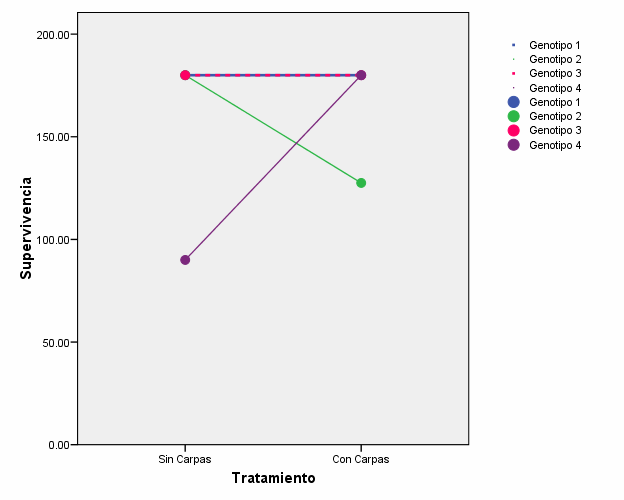 200.00
150.00
100.00
50.00
0.00
Supervivencia
Sin Carpas
Con Carpas
Tratamiento
Genotipo 1
Genotipo 2
Genotipo 3
Genotipo 4
Genotipo 1
Genotipo 2
Genotipo 3
Genotipo 4